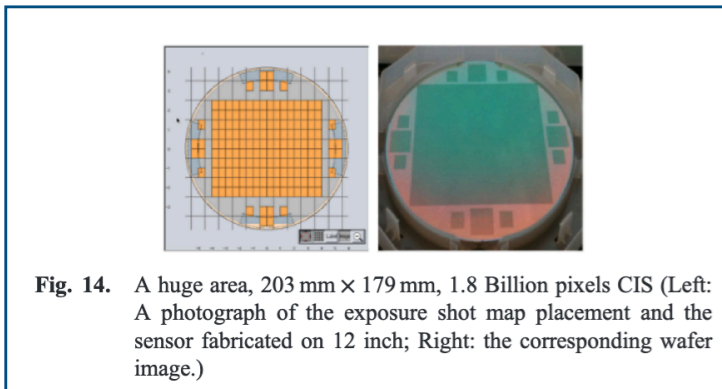 Fig. 14. A huge area, 203 mm × 179 mm, 1.8 Billion pixels CIS (Left:
A photograph of the exposure shot map placement and the
sensor fabricated on 12 inch; Right: the corresponding wafer
image.)